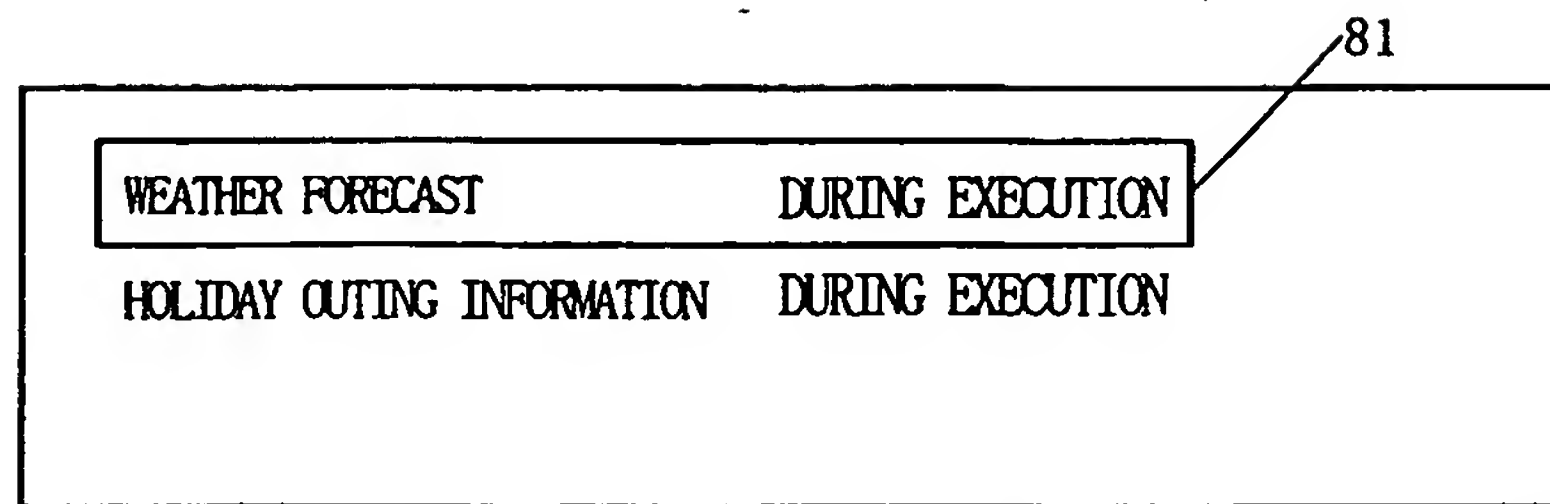 81
WEATHER FORECAST DURING EXECUTION
HOLIDAY OUTING INFORMATION DURING EXECUTION